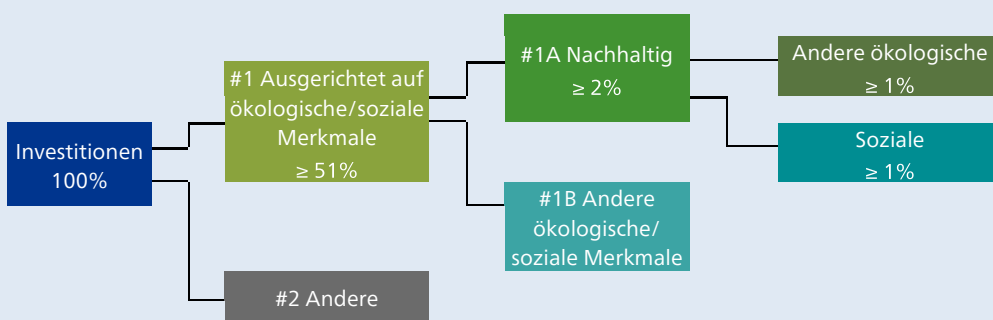 Investitionen
100%
#1 Ausgerichtet auf
ökologische/soziale
Merkmale
≥ 51%
#2 Andere
#1A Nachhaltig
≥ 2%
#1B Andere
ökologische/
soziale Merkmale
Andere ökologische
≥ 1%
Soziale
≥ 1%